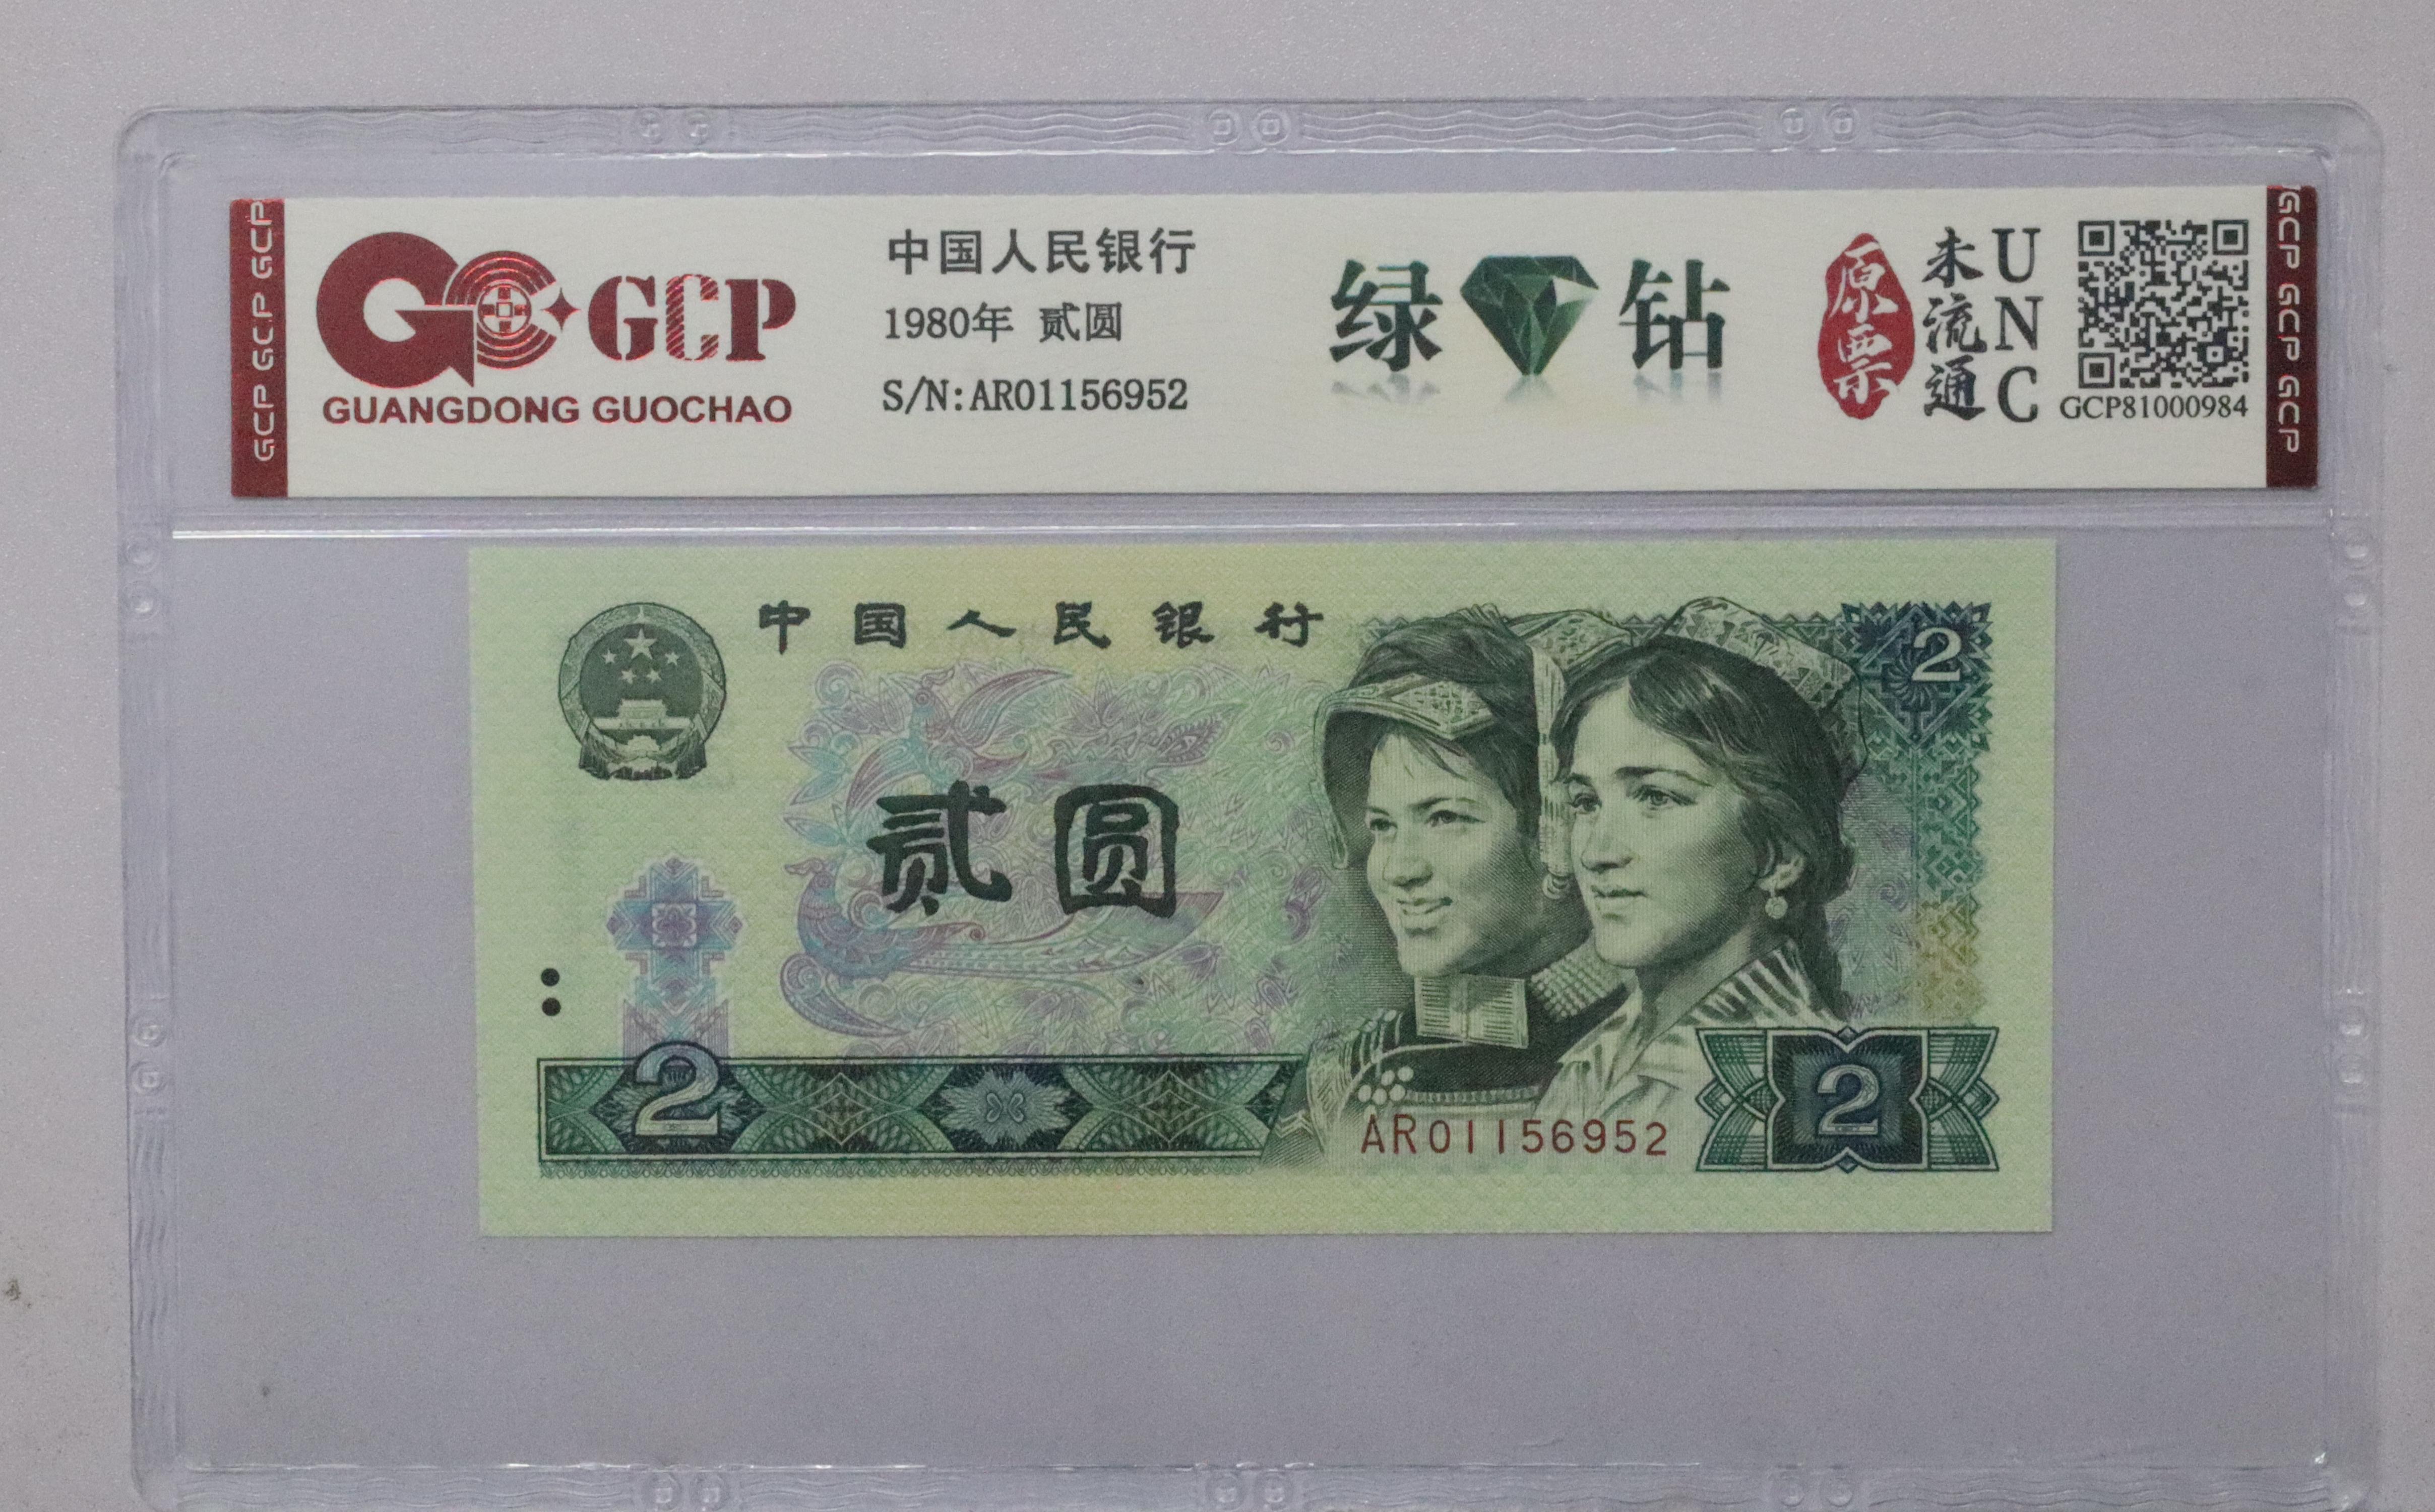 GCP GCP GCP
GCP
GUANGDONG GUOCHAO
中国人民银行
1980年 贰圆
S/N:AR01156952
绿钻
原票
未流通
UNC
GCP81000984
GCP GCP GCP
中国人民银行
2
贰圆
2
AR01156952
2